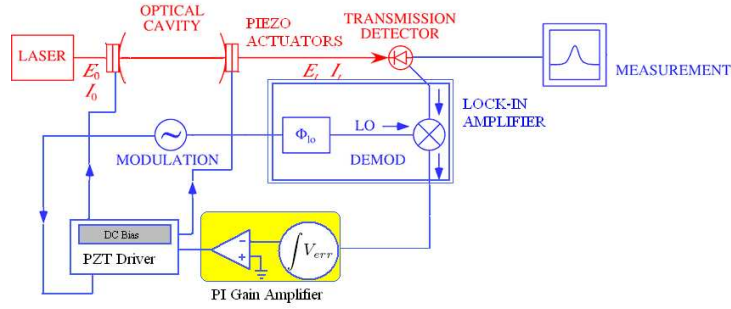 OPTICAL
CAVITY
PIEZO
ACTUATORS
TRANSMISSION
DETECTOR
LASER
E0
I0
Et It
MEASUREMENT
LOCK-IN
AMPLIFIER
MODULATION
Φlo
LO
DEMOD
DC Bias
PZT Driver
-
+
∫Verr
PI Gain Amplifier